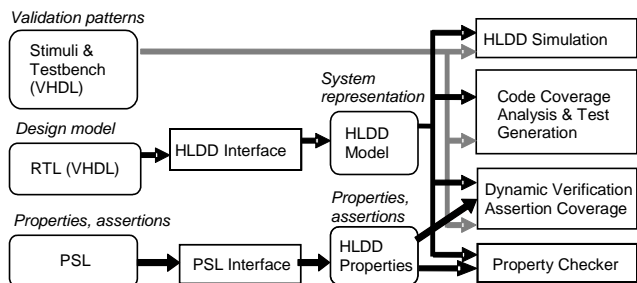 Validation patterns
Stimuli &
Testbench
(VHDL)
HLDD Simulation
System
representation
Code Coverage
Analysis & Test
Generation
Design model
RTL (VHDL)
HLDD Interface
HLDD
Model
Properties,
assertions
Dynamic Verification
Assertion Coverage
Properties, assertions
PSL
PSL Interface
HLDD
Properties
Property Checker